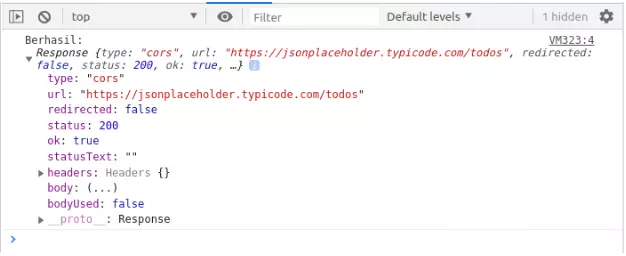 top Filter Default levels 1 hidden
Berhasil: VM323:4
Response {type: "cors", url: "https://jsonplaceholder.typicode.com/todos", redirected:
false, status: 200, ok: true, …}
type: "cors"
url: "https://jsonplaceholder.typicode.com/todos"
redirected: false
status: 200
ok: true
statusText: ""
headers: Headers {}
body: (...)
bodyUsed: false
__proto__: Response